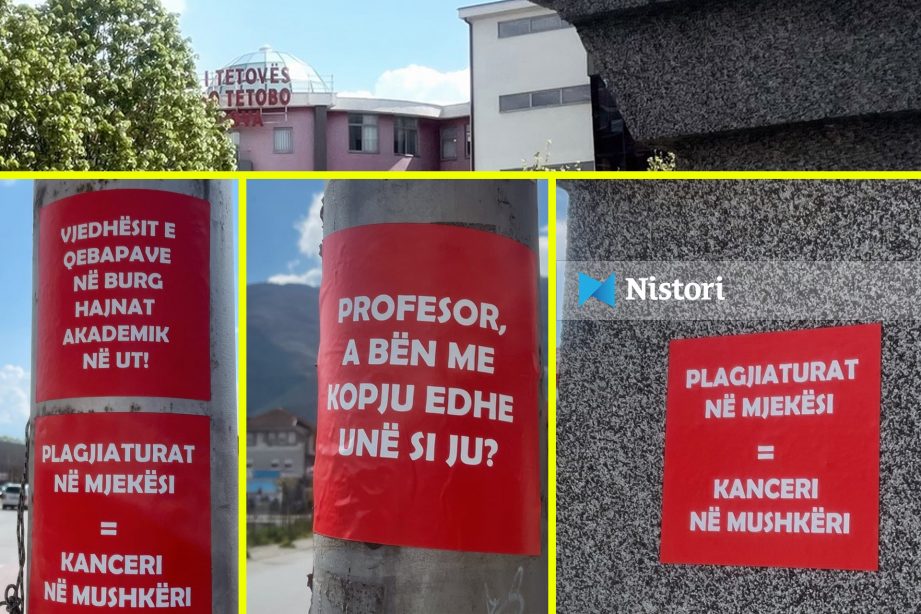 I TETOVËS
TETOBO
VJEDHËSIT E
QEBAPAVE
NË BURG
HAJNAT
AKADEMIK
NË UT!
PLAGJIATURAT
NË MJEKËSI
=
KANCERI
NË MUSHKËRI
PROFESOR,
A BËN ME
KOPJU EDHE
UNË SI JU?
Nistori
PLAGJIATURAT
NË MJEKËSI
=
KANCERI
NË MUSHKËRI